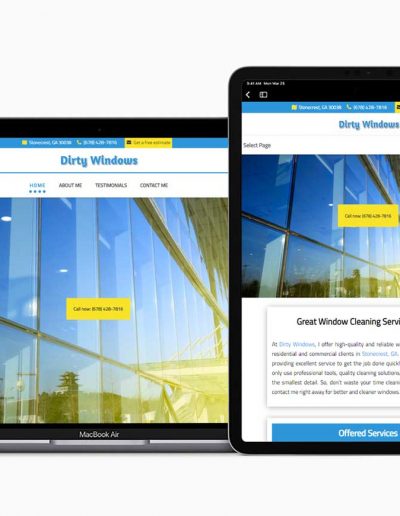 Stonecrest, GA 30038 (678) 428-7816 Get a free estimate
Dirty Windows
HOME ABOUT ME TESTIMONIALS CONTACT ME
Call now: (678) 428-7816
MacBook Air
9:41 AM Mon Mar 25
Stonecrest, GA 30038 (678) 428-7816
Dirty Windows
Select Page
Call now: (678) 428-7816
Great Window Cleaning Servi
At Dirty Windows, I offer high-quality and reliable w
residential and commercial clients in Stonecrest, GA.
providing excellent service to get the job done quickl
only use professional tools, quality cleaning solutions,
the smallest detail. So, don't waste your time cleanin
contact me right away for better and cleaner windows.
Offered Services